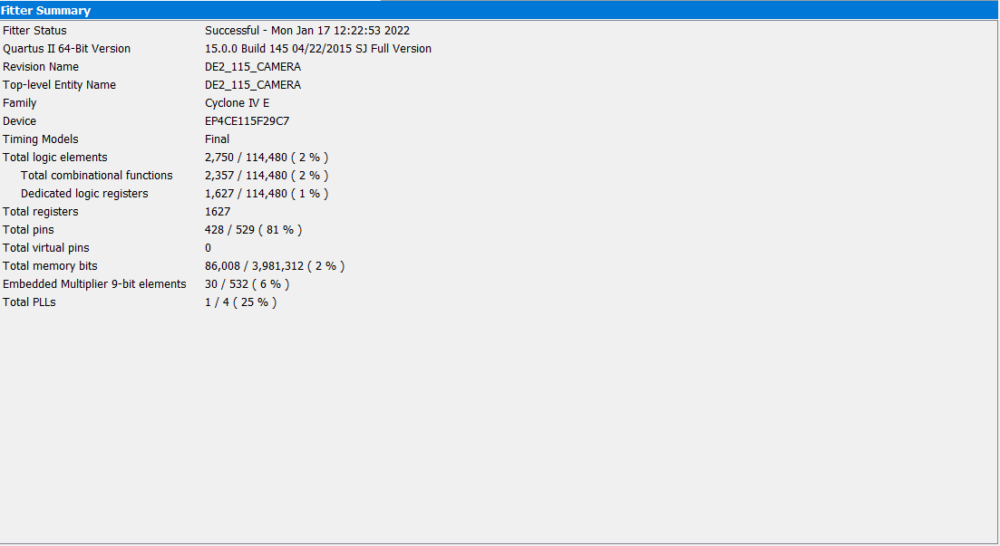 Fitter Summary
Fitter Status Successful - Mon Jan 17 12:22:53 2022
Quartus II 64-Bit Version 15.0.0 Build 145 04/22/2015 SJ Full Version
Revision Name DE2_115_CAMERA
Top-level Entity Name DE2_115_CAMERA
Family Cyclone IV E
Device EP4CE115F29C7
Timing Models Final
Total logic elements 2,750 / 114,480 ( 2 % )
Total combinational functions 2,357 / 114,480 ( 2 % )
Dedicated logic registers 1,627 / 114,480 ( 1 % )
Total registers 1627
Total pins 428 / 529 ( 81 % )
Total virtual pins 0
Total memory bits 86,008 / 3,981,312 ( 2 % )
Embedded Multiplier 9-bit elements 30 / 532 ( 6 % )
Total PLLs 1 / 4 ( 25 % )